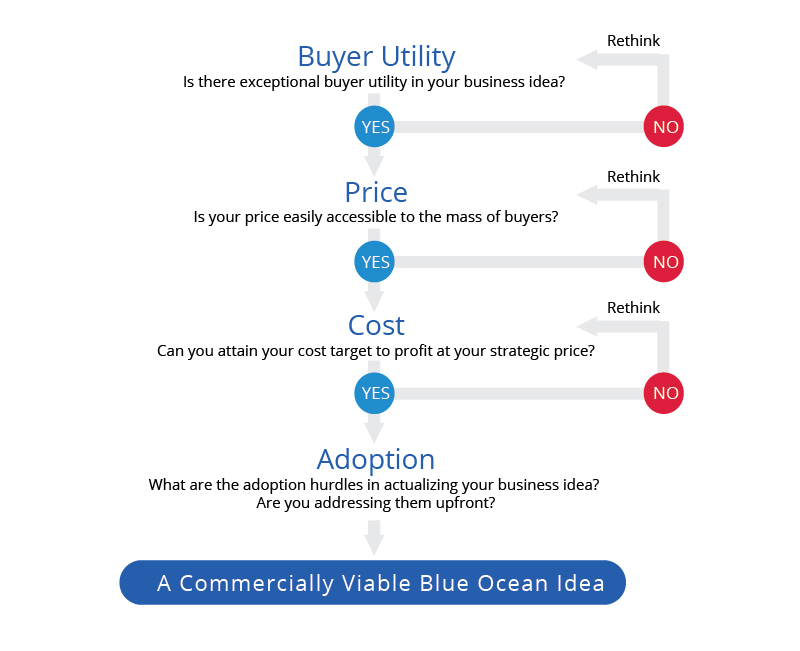 Rethink
Buyer Utility
Is there exceptional buyer utility in your business idea?
YES
NO
Rethink
Price
Is your price easily accessible to the mass of buyers?
YES
NO
Rethink
Cost
Can you attain your cost target to profit at your strategic price?
YES
NO
Adoption
What are the adoption hurdles in actualizing your business idea?
Are you addressing them upfront?
A Commercially Viable Blue Ocean Idea